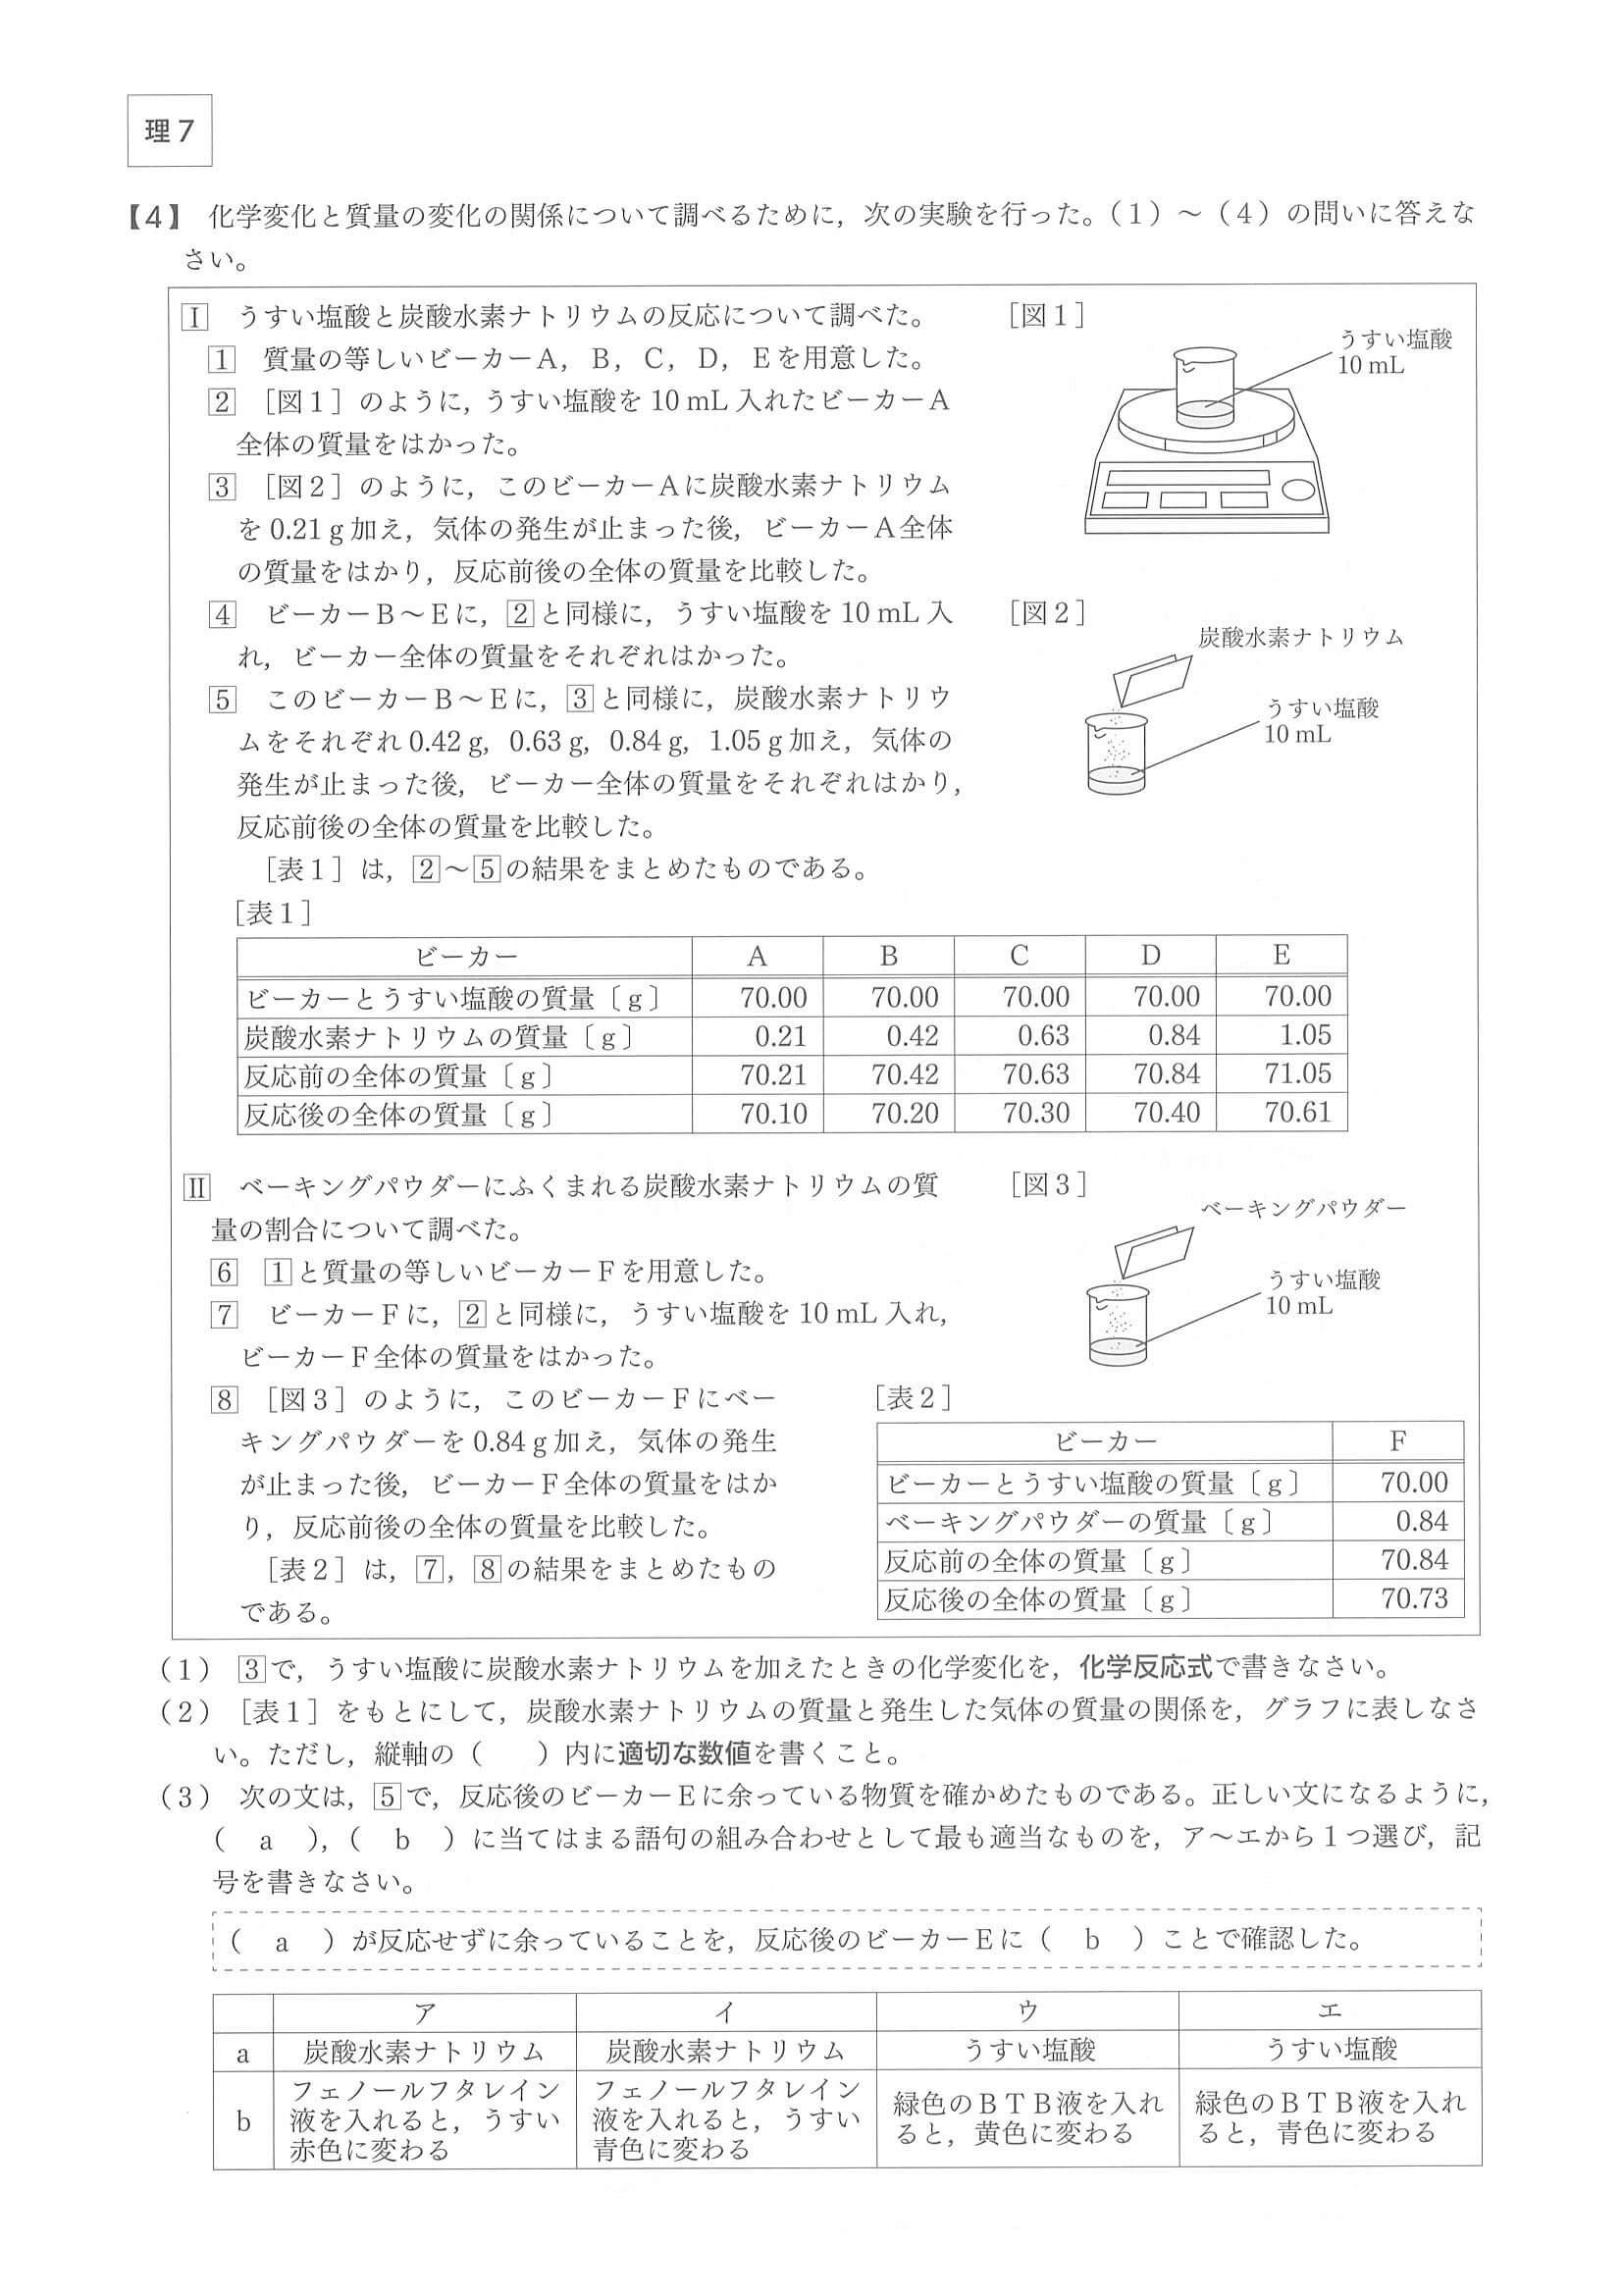 理7
【4】 化学変化と質量の変化の関係について調べるために，次の実験を行った。（1）～（4）の問いに答えな
さい。
Ⅰ うすい塩酸と炭酸水素ナトリウムの反応について調べた。
1 質量の等しいビーカーA，B，C，D，Eを用意した。
2 ［図1］のように，うすい塩酸を10 mL入れたビーカーA
全体の質量をはかった。
3 ［図2］のように，このビーカーAに炭酸水素ナトリウム
を0.21 g加え，気体の発生が止まった後，ビーカーA全体
の質量をはかり，反応前後の全体の質量を比較した。
4 ビーカーB～Eに，2と同様に，うすい塩酸を10 mL入
れ，ビーカー全体の質量をそれぞれはかった。
5 このビーカーB～Eに，3と同様に，炭酸水素ナトリウ
ムをそれぞれ0.42 g，0.63 g，0.84 g，1.05 g加え，気体の
発生が止まった後，ビーカー全体の質量をそれぞれはかり，
反応前後の全体の質量を比較した。
［表1］は，2～5の結果をまとめたものである。
［図1］
うすい塩酸
10 mL
［図2］
炭酸水素ナトリウム
うすい塩酸
10 mL
［表1］
ビーカー A B C D E
ビーカーとうすい塩酸の質量〔g〕 70.00 70.00 70.00 70.00 70.00
炭酸水素ナトリウムの質量〔g〕 0.21 0.42 0.63 0.84 1.05
反応前の全体の質量〔g〕 70.21 70.42 70.63 70.84 71.05
反応後の全体の質量〔g〕 70.10 70.20 70.30 70.40 70.61
Ⅱ ベーキングパウダーにふくまれる炭酸水素ナトリウムの質
量の割合について調べた。
6 1と質量の等しいビーカーFを用意した。
7 ビーカーFに，2と同様に，うすい塩酸を10 mL入れ，
ビーカーF全体の質量をはかった。
8 ［図3］のように，このビーカーFにベー
キングパウダーを0.84 g加え，気体の発生
が止まった後，ビーカーF全体の質量をはか
り，反応前後の全体の質量を比較した。
［表2］は，7，8の結果をまとめたもの
である。
［図3］
ベーキングパウダー
うすい塩酸
10 mL
［表2］
ビーカー F
ビーカーとうすい塩酸の質量〔g〕 70.00
ベーキングパウダーの質量〔g〕 0.84
反応前の全体の質量〔g〕 70.84
反応後の全体の質量〔g〕 70.73
（1） 3で，うすい塩酸に炭酸水素ナトリウムを加えたときの化学変化を，化学反応式で書きなさい。
（2） ［表1］をもとにして，炭酸水素ナトリウムの質量と発生した気体の質量の関係を，グラフに表しなさ
い。ただし，縦軸の（　　）内に適切な数値を書くこと。
（3） 次の文は，5で，反応後のビーカーEに余っている物質を確かめたものである。正しい文になるように，
（ a ），（ b ）に当てはまる語句の組み合わせとして最も適当なものを，ア～エから1つ選び，記
号を書きなさい。
（ a ）が反応せずに余っていることを，反応後のビーカーEに（ b ）ことで確認した。
ア イ ウ エ
a 炭酸水素ナトリウム 炭酸水素ナトリウム うすい塩酸 うすい塩酸
b フェノールフタレイン液を入れると，うすい赤色に変わる フェノールフタレイン液を入れると，うすい青色に変わる 緑色のBTB液を入れると，黄色に変わる 緑色のBTB液を入れると，青色に変わる